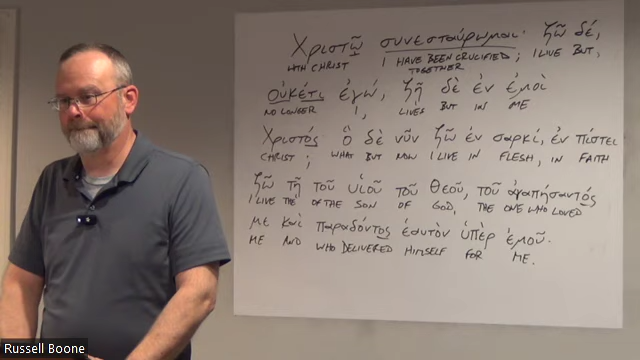 Χριστῷ συνεσταύρωμαι· ζῶ δέ,
WITH CHRIST I HAVE BEEN CRUCIFIED; I LIVE BUT,
TOGETHER
οὐκέτι ἐγώ, ζῇ δὲ ἐν ἐμοὶ
NO LONGER I, LIVES BUT IN ME
Χριστός ὃ δὲ νῦν ζῶ ἐν σαρκί, ἐν πίστει
CHRIST; WHAT BUT NOW I LIVE IN FLESH, IN FAITH
ζῶ τῇ τοῦ υἱοῦ τοῦ Θεοῦ, τοῦ ἀγαπήσαντός
I LIVE THE OF THE SON OF GOD, THE ONE WHO LOVED
με καὶ παραδόντος ἑαυτὸν ὑπὲρ ἐμοῦ.
ME AND WHO DELIVERED HIMSELF FOR ME.
Russell Boone